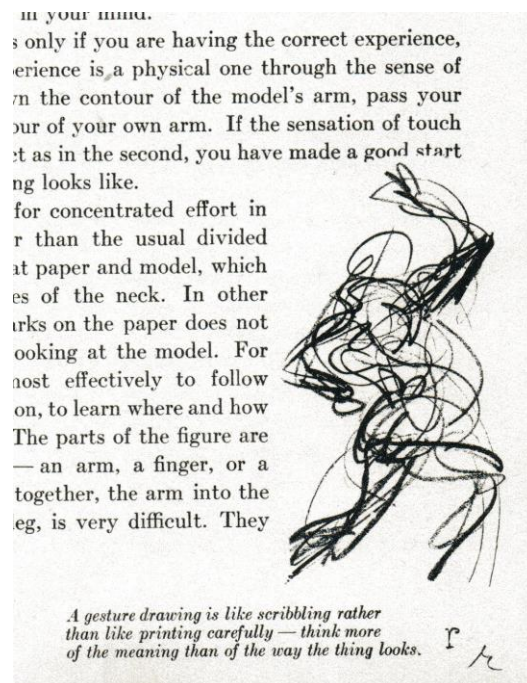 in your mind.
s only if you are having the correct experience,
erience is a physical one through the sense of
n the contour of the model's arm, pass your
our of your own arm. If the sensation of touch
ct as in the second, you have made a good start
ng looks like.
for concentrated effort in
r than the usual divided
at paper and model, which
es of the neck. In other
arks on the paper does not
ooking at the model. For
nost effectively to follow
on, to learn where and how
The parts of the figure are
— an arm, a finger, or a
together, the arm into the
eg, is very difficult. They
A gesture drawing is like scribbling rather
than like printing carefully — think more
of the meaning than of the way the thing looks.
r
r